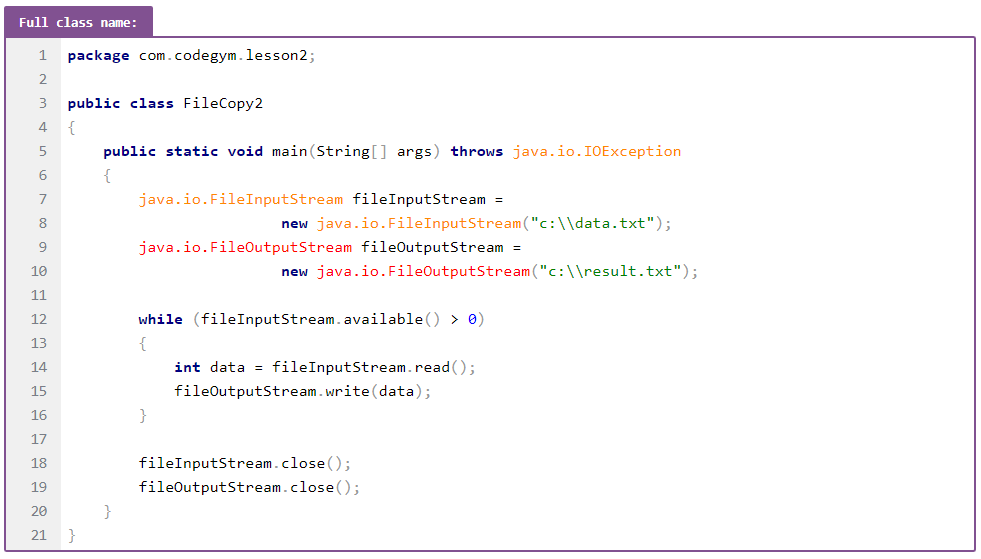 Full class name:
1 package com.codegym.lesson2;
2
3 public class FileCopy2
4 {
5     public static void main(String[] args) throws java.io.IOException
6     {
7         java.io.FileInputStream fileInputStream =
8                         new java.io.FileInputStream("c:\\data.txt");
9         java.io.FileOutputStream fileOutputStream =
10                         new java.io.FileOutputStream("c:\\result.txt");
11
12         while (fileInputStream.available() > 0)
13         {
14             int data = fileInputStream.read();
15             fileOutputStream.write(data);
16         }
17
18         fileInputStream.close();
19         fileOutputStream.close();
20     }
21 }